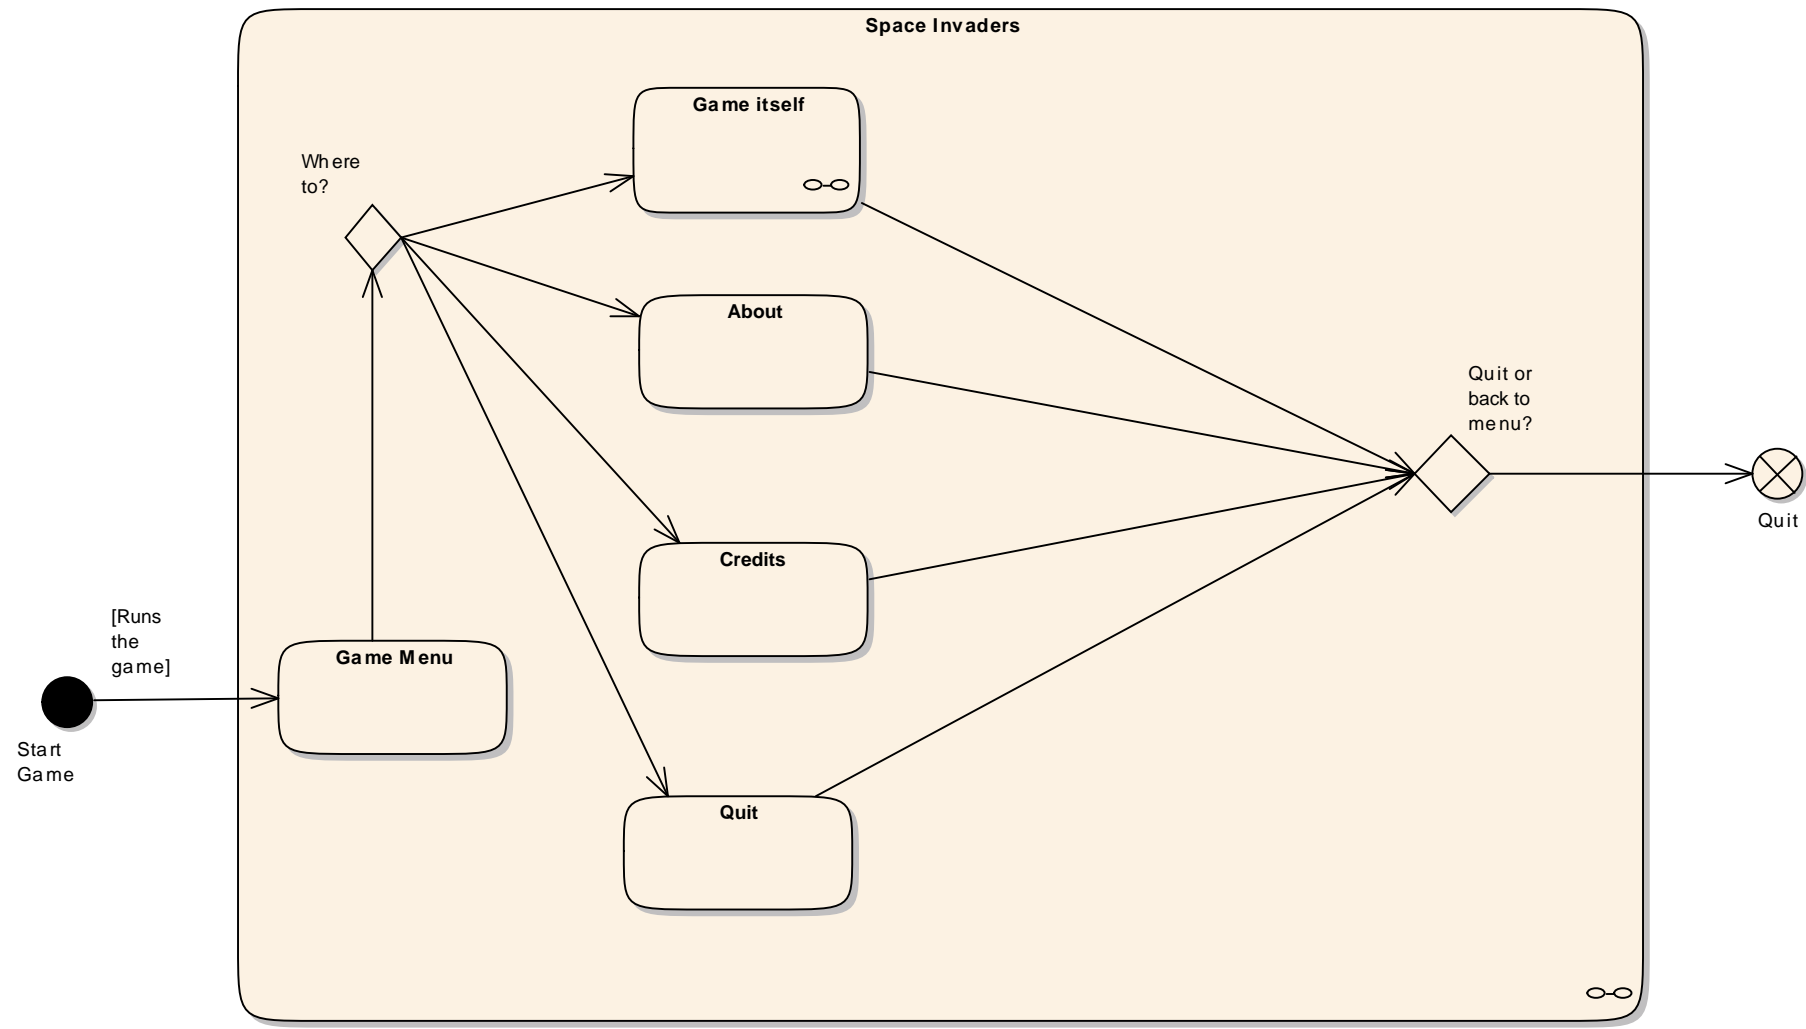 Space Invaders
Game itself
Where
to?
About
Quit or
back to
menu?
Quit
Credits
[Runs
the
game]
Game Menu
Start
Game
Quit